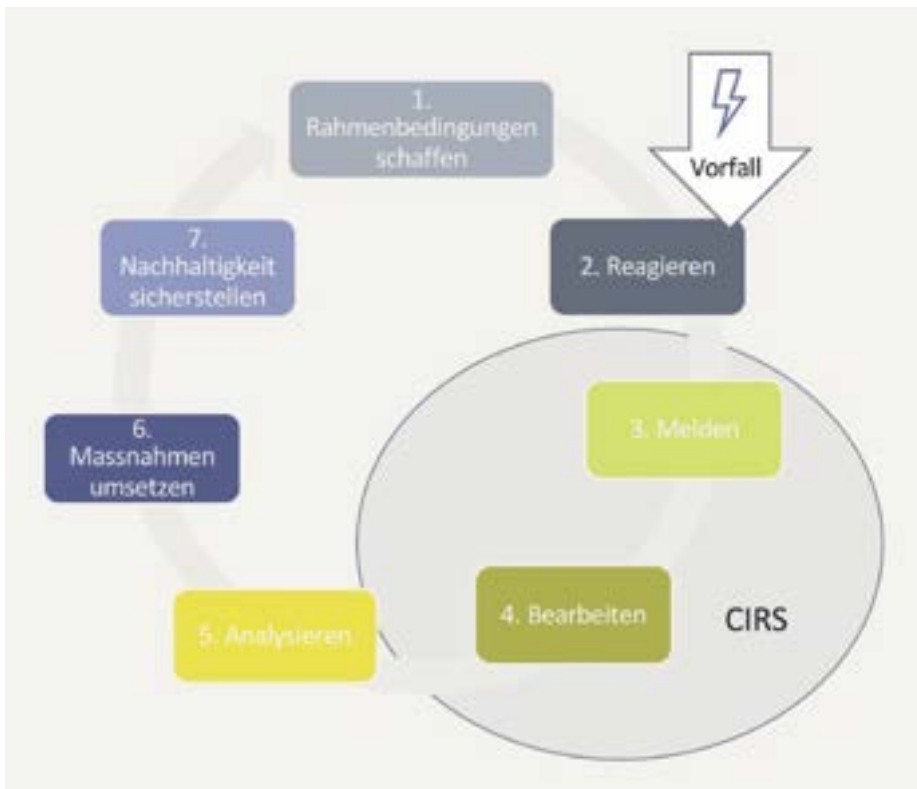 1.
Rahmenbedingungen
schaffen
Vorfall
2. Reagieren
3. Melden
4. Bearbeiten
CIRS
5. Analysieren
6.
Massnahmen
umsetzen
7.
Nachhaltigkeit
sicherstellen